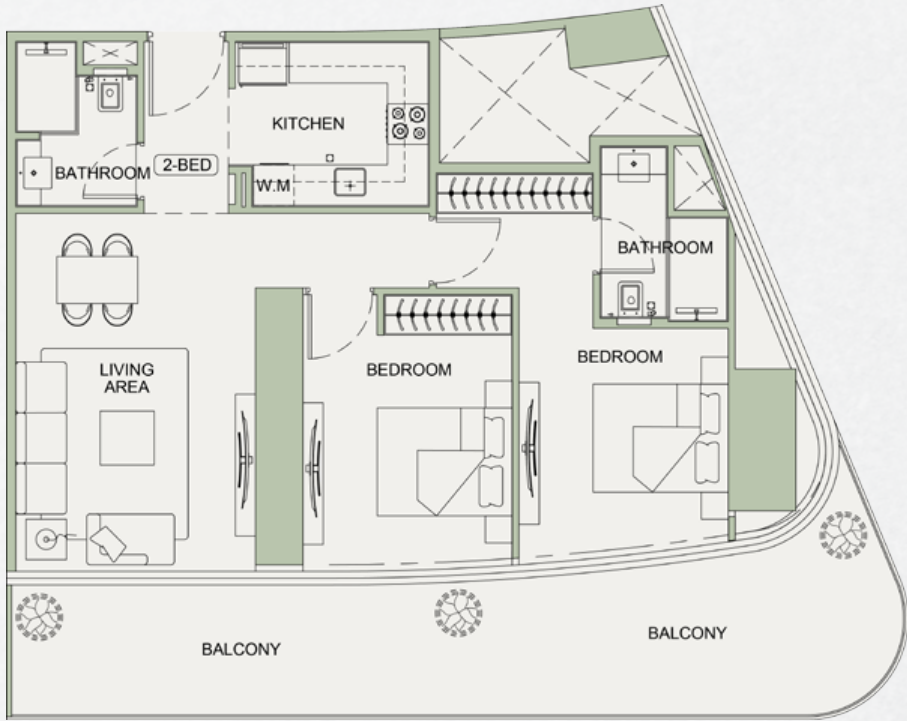 KITCHEN
BATHROOM
2-BED
W.M
BATHROOM
LIVING
AREA
BEDROOM
BEDROOM
BALCONY
BALCONY